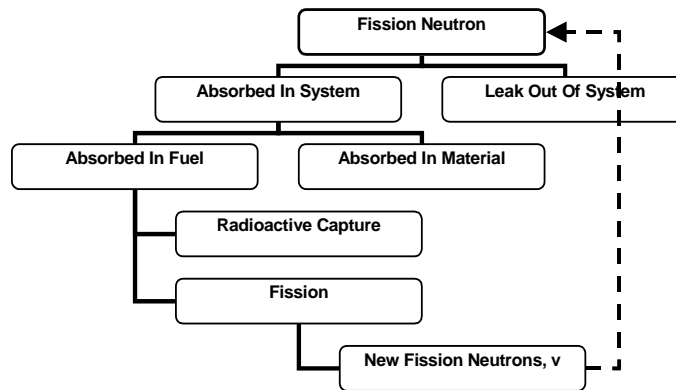 Fission Neutron
Absorbed In System
Leak Out Of System
Absorbed In Fuel
Absorbed In Material
Radioactive Capture
Fission
New Fission Neutrons, v